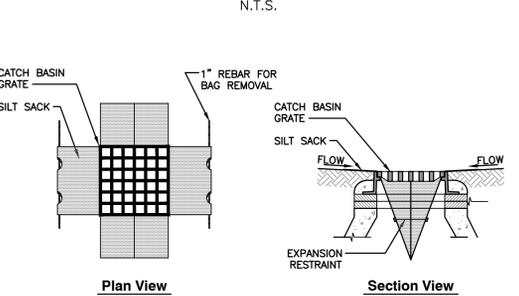 N.T.S.
CATCH BASIN
GRATE
SILT SACK
1" REBAR FOR
BAG REMOVAL
Plan View
CATCH BASIN
GRATE
SILT SACK
FLOW
FLOW
EXPANSION
RESTRAINT
Section View